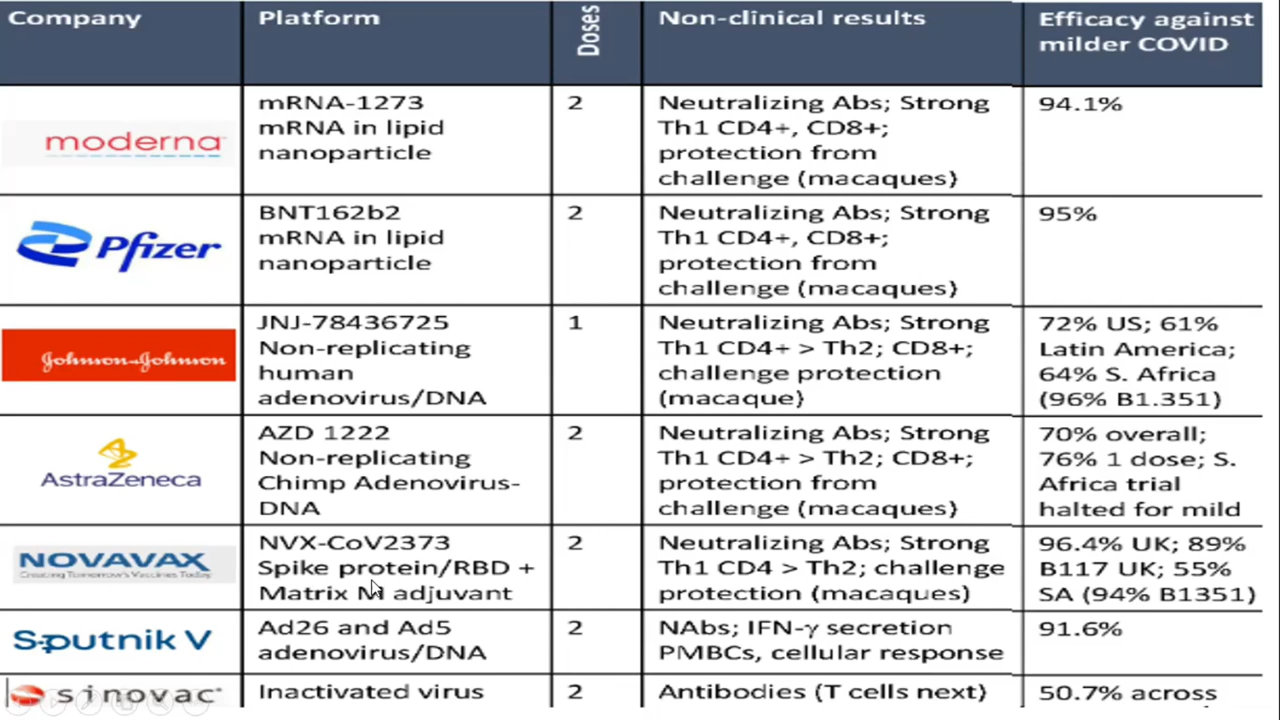 Company
Platform
Doses
Non-clinical results
Efficacy against
milder COVID
moderna
mRNA-1273
mRNA in lipid
nanoparticle
2
Neutralizing Abs; Strong
Th1 CD4+, CD8+;
protection from
challenge (macaques)
94.1%
Pfizer
BNT162b2
mRNA in lipid
nanoparticle
2
Neutralizing Abs; Strong
Th1 CD4+, CD8+;
protection from
challenge (macaques)
95%
Johnson+Johnson
JNJ-78436725
Non-replicating
human
adenovirus/DNA
1
Neutralizing Abs; Strong
Th1 CD4+ > Th2; CD8+;
challenge protection
(macaque)
72% US; 61%
Latin America;
64% S. Africa
(96% B1.351)
AstraZeneca
AZD 1222
Non-replicating
Chimp Adenovirus-
DNA
2
Neutralizing Abs; Strong
Th1 CD4+ > Th2; CD8+;
protection from
challenge (macaques)
70% overall;
76% 1 dose; S.
Africa trial
halted for mild
NOVAVAX
Creating Tomorrow's Vaccines Today
NVX-CoV2373
Spike protein/RBD +
Matrix M adjuvant
2
Neutralizing Abs; Strong
Th1 CD4 > Th2; challenge
protection (macaques)
96.4% UK; 89%
B117 UK; 55%
SA (94% B1351)
Sputnik V
Ad26 and Ad5
adenovirus/DNA
2
NAbs; IFN-γ secretion
PMBCs, cellular response
91.6%
sinovac
Inactivated virus
2
Antibodies (T cells next)
50.7% across